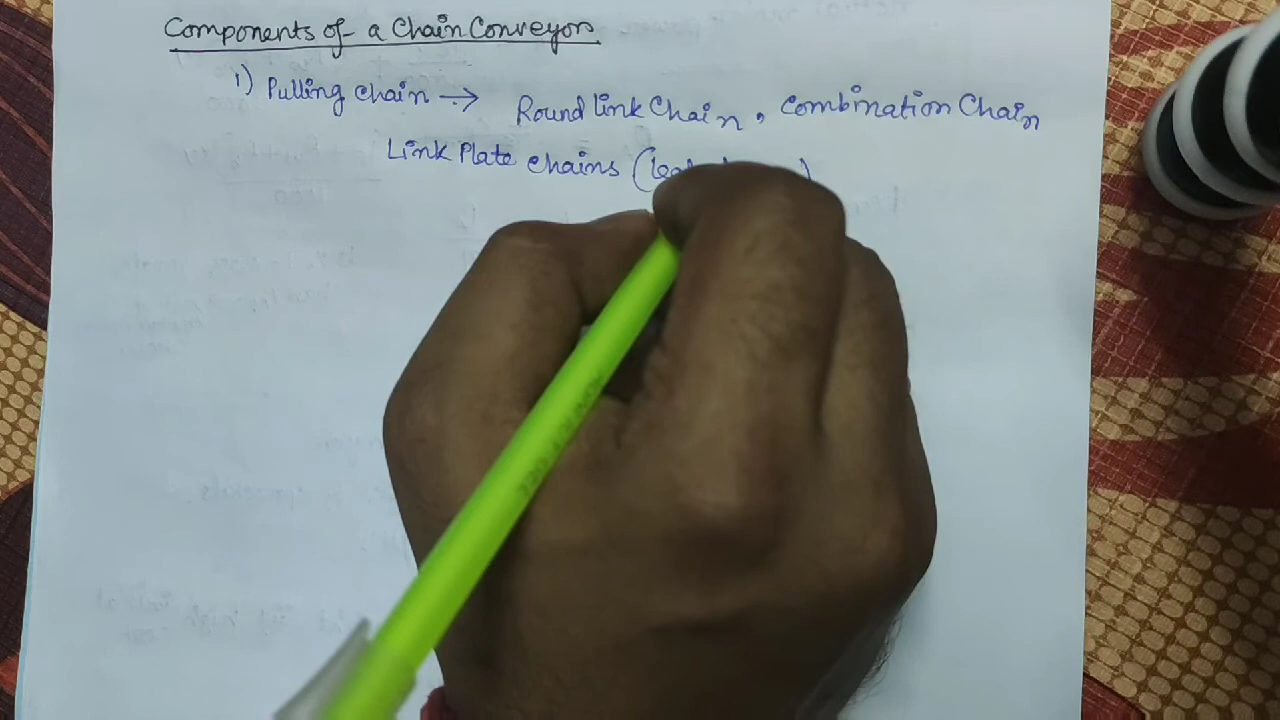 Components of a Chain Conveyor
1) Pulling chain → Round link Chain, Combination Chain
Link Plate chains (